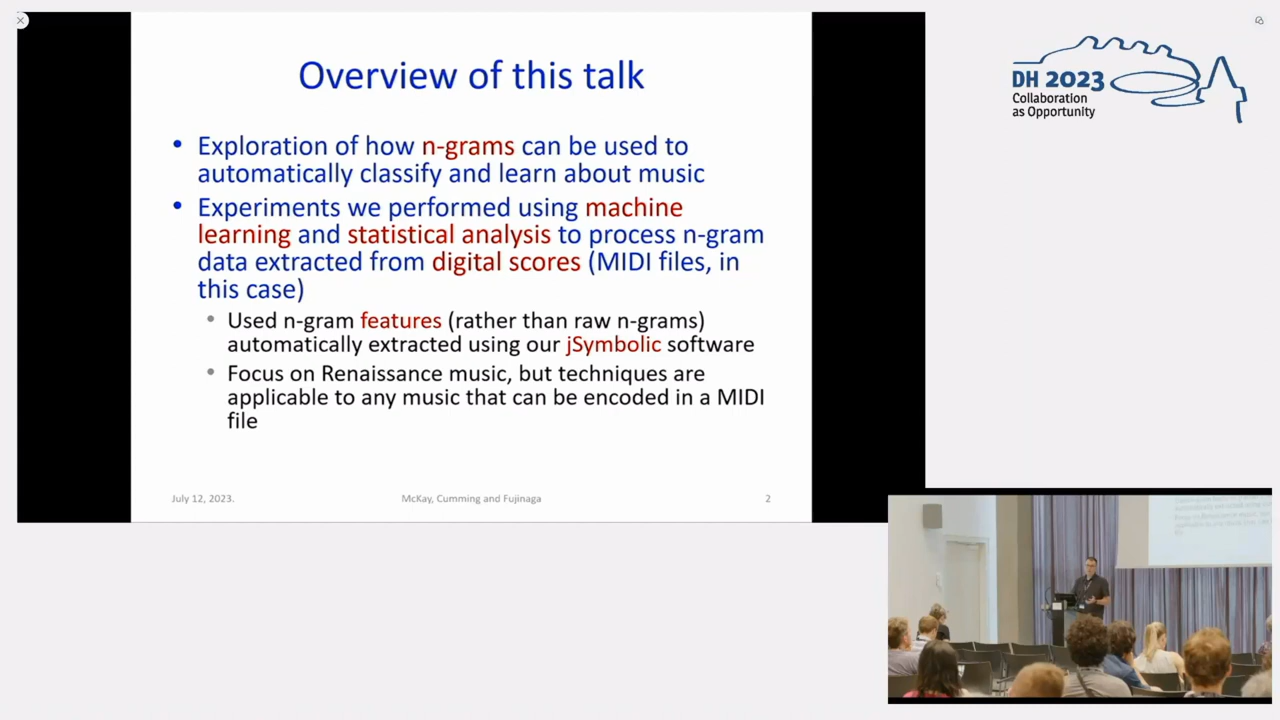 Overview of this talk
• Exploration of how n-grams can be used to
automatically classify and learn about music
• Experiments we performed using machine
learning and statistical analysis to process n-gram
data extracted from digital scores (MIDI files, in
this case)
• Used n-gram features (rather than raw n-grams)
automatically extracted using our jSymbolic software
• Focus on Renaissance music, but techniques are
applicable to any music that can be encoded in a MIDI
file
July 12, 2023.
McKay, Cumming and Fujinaga
2
DH 2023
Collaboration
as Opportunity